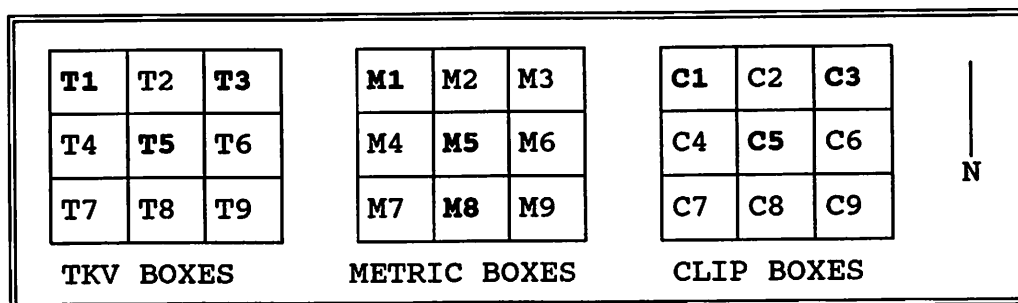 T1 T2 T3 M1 M2 M3 C1 C2 C3
T4 T5 T6 M4 M5 M6 C4 C5 C6
N
T7 T8 T9 M7 M8 M9 C7 C8 C9
TKV BOXES METRIC BOXES CLIP BOXES